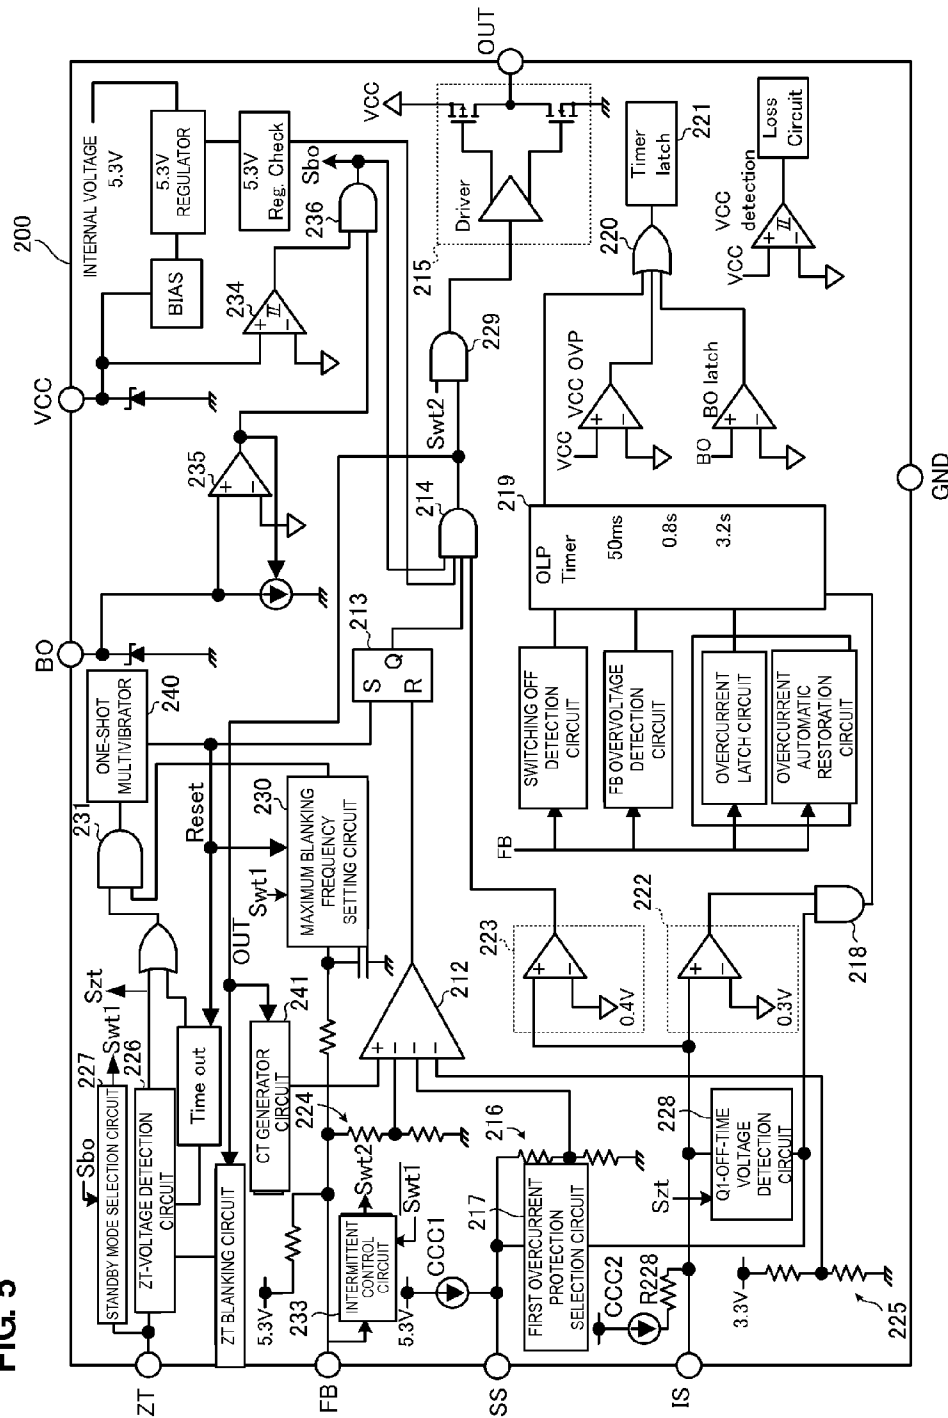 FIG. 5
200
INTERNAL VOLTAGE
5.3V
VCC
BIAS
5.3V
REGULATOR
5.3V
Reg. Check
Sbo
236
234
+
−
235
+
−
BO
240
ONE-SHOT
MULTIVIBRATOR
231
Reset
Szt
Swt1
227
Sbo
STANDBY MODE SELECTION CIRCUIT
226
ZT-VOLTAGE DETECTION
CIRCUIT
Time out
ZT BLANKING CIRCUIT
ZT
OUT
241
CT GENERATOR
CIRCUIT
Swt1
230
MAXIMUM BLANKING
FREQUENCY
SETTING CIRCUIT
213
S
Q
R
214
Swt2
229
215
Driver
VCC
OUT
5.3V
233
FB
INTERMITTENT
CONTROL
CIRCUIT
Swt2
Swt1
224
212
+
−
−
−
5.3V
CCC1
SS
216
217
FIRST OVERCURRENT
PROTECTION
SELECTION CIRCUIT
CCC2
R228
IS
223
+
−
0.4V
222
+
−
0.3V
218
228
Szt
Q1-OFF-TIME
VOLTAGE
DETECTION
CIRCUIT
3.3V
225
FB
SWITCHING OFF
DETECTION
CIRCUIT
FB OVERVOLTAGE
DETECTION
CIRCUIT
OVERCURRENT
LATCH CIRCUIT
OVERCURRENT
AUTOMATIC
RESTORATION
CIRCUIT
219
OLP
Timer
50ms
0.8s
3.2s
VCC
VCC OVP
+
−
BO
BO latch
+
−
220
221
Timer
latch
VCC
VCC
detection
+
−
Loss
Circuit
GND